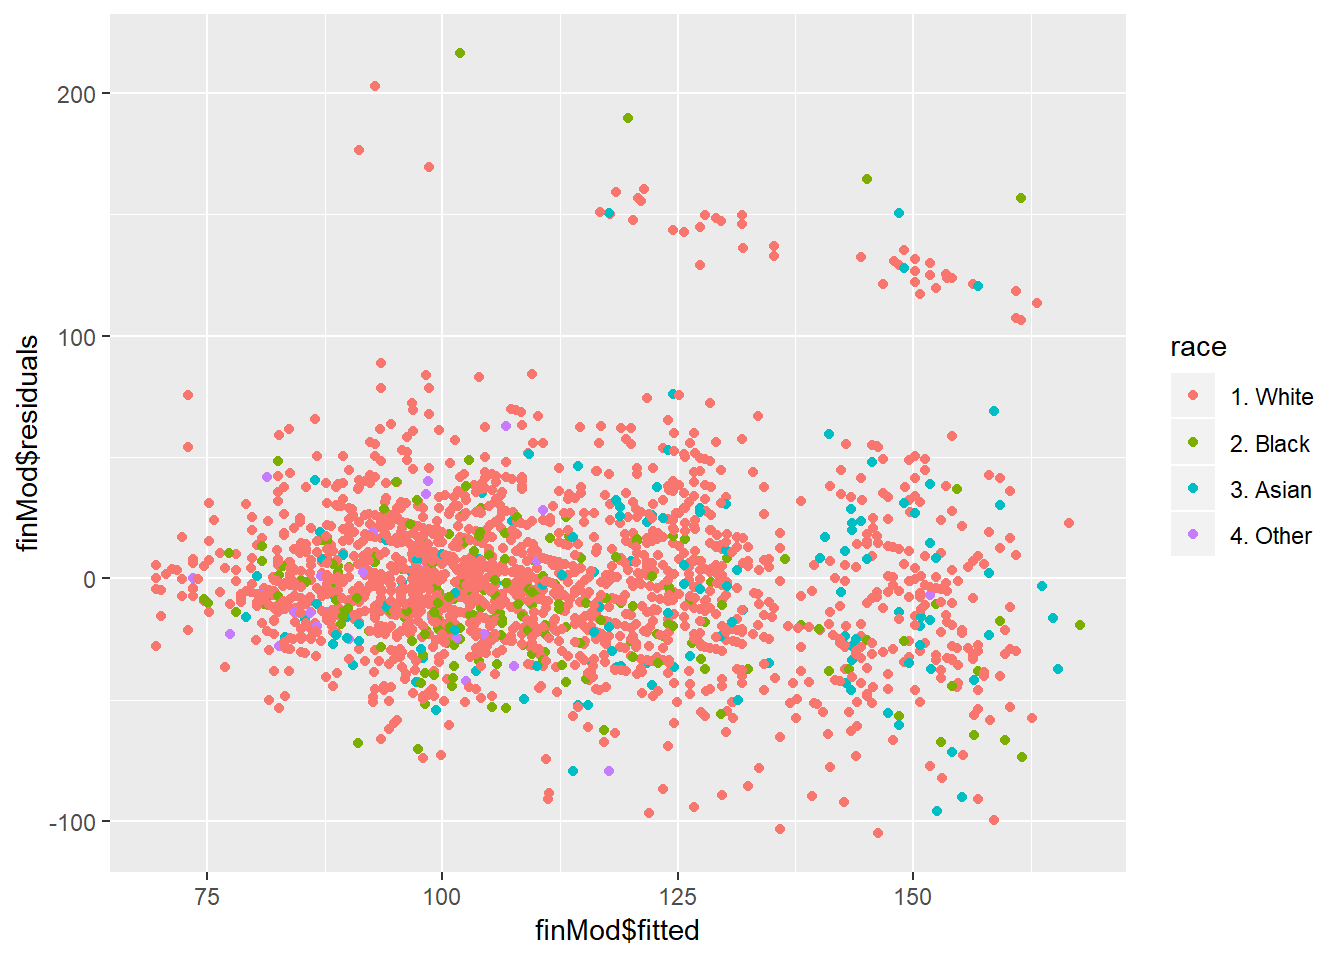 200
100
0
-100
finMod$residuals
75
100
125
150
finMod$fitted
race
1. White
2. Black
3. Asian
4. Other